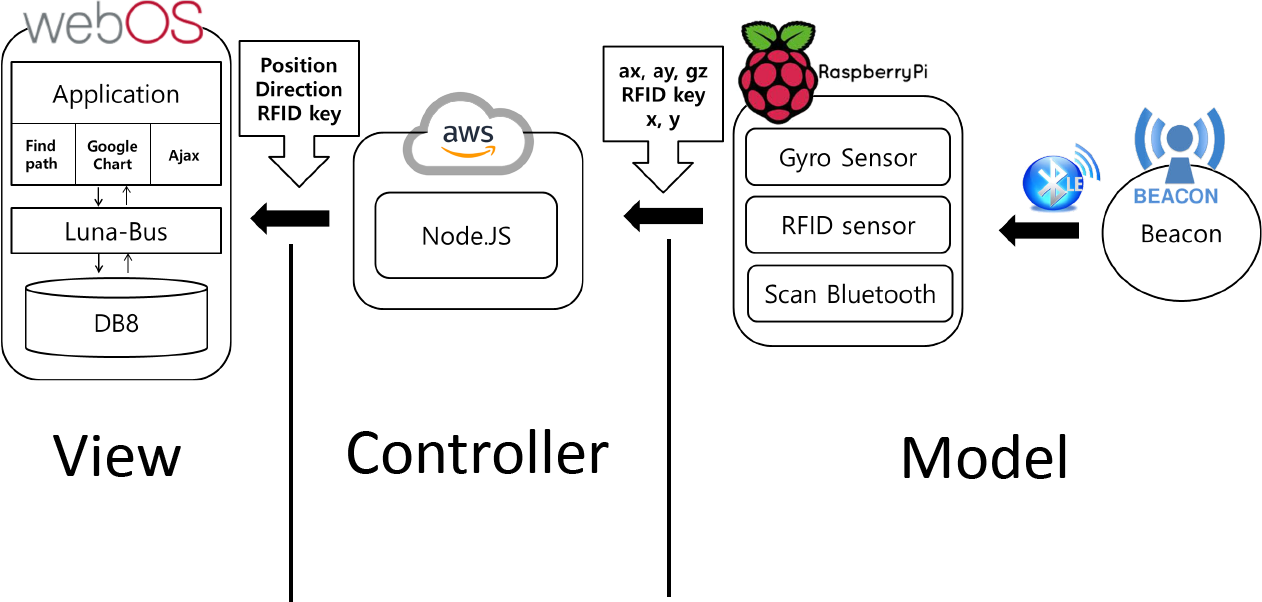 webOS
Application
Find
path
Google
Chart
Ajax
Luna-Bus
DB8
Position
Direction
RFID key
aws
Node.JS
ax, ay, gz
RFID key
x, y
RaspberryPi
Gyro Sensor
RFID sensor
Scan Bluetooth
LE
BEACON
Beacon
View
Controller
Model